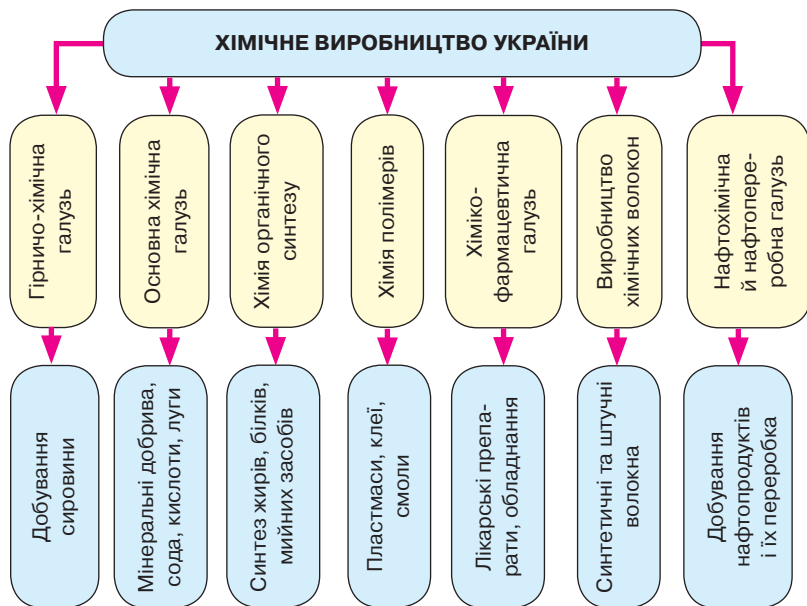 ХІМІЧНЕ ВИРОБНИЦТВО УКРАЇНИ
Гірничо-хімічна
галузь
Основна хімічна
галузь
Хімія органічного
синтезу
Хімія полімерів
Хіміко-
фармацевтична
галузь
Виробництво
хімічних волокон
Нафтохімічна
й нафтопере-
робна галузь
Добування
сировини
Мінеральні добрива,
сода, кислоти, луги
Синтез жирів, білків,
мийних засобів
Пластмаси, клеї,
смоли
Лікарські препа-
рати, обладнання
Синтетичні та штучні
волокна
Добування
нафтопродуктів
і їх переробка